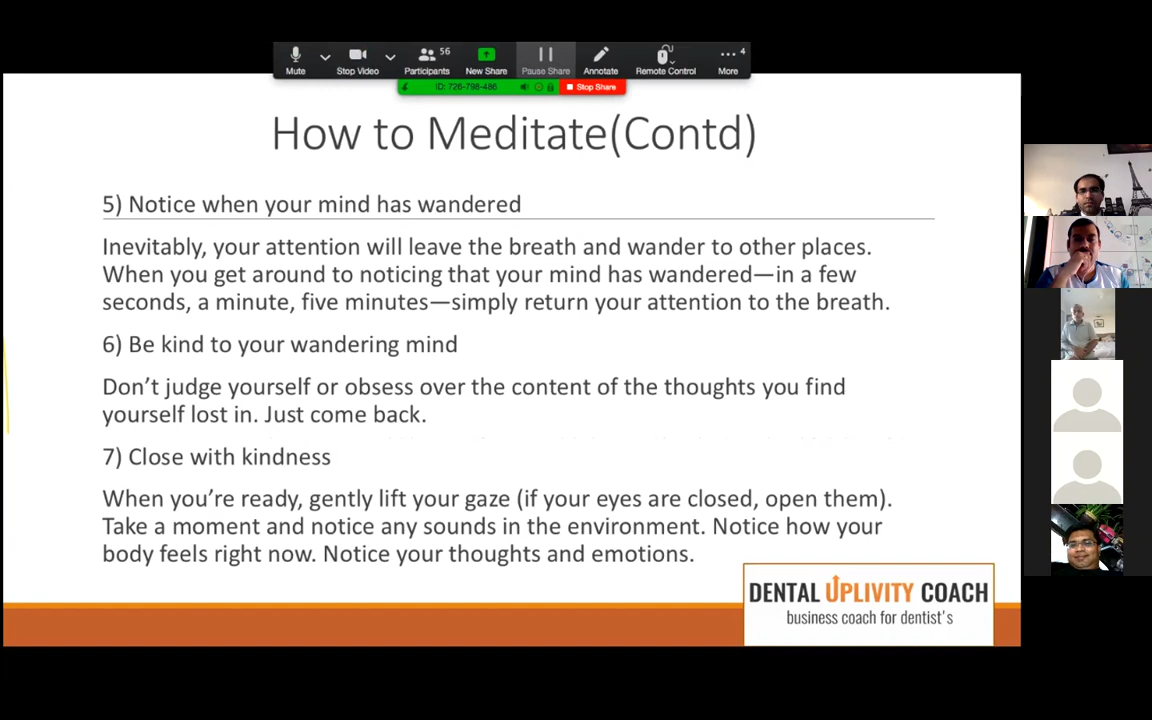 56
4
Mute
Stop Video
Participants
New Share
Pause Share
Annotate
Remote Control
More
ID: 726-798-486
Stop Share
How to Meditate(Contd)
5) Notice when your mind has wandered
Inevitably, your attention will leave the breath and wander to other places.
When you get around to noticing that your mind has wandered—in a few
seconds, a minute, five minutes—simply return your attention to the breath.
6) Be kind to your wandering mind
Don’t judge yourself or obsess over the content of the thoughts you find
yourself lost in. Just come back.
7) Close with kindness
When you’re ready, gently lift your gaze (if your eyes are closed, open them).
Take a moment and notice any sounds in the environment. Notice how your
body feels right now. Notice your thoughts and emotions.
DENTAL UPLIVITY COACH
business coach for dentist's